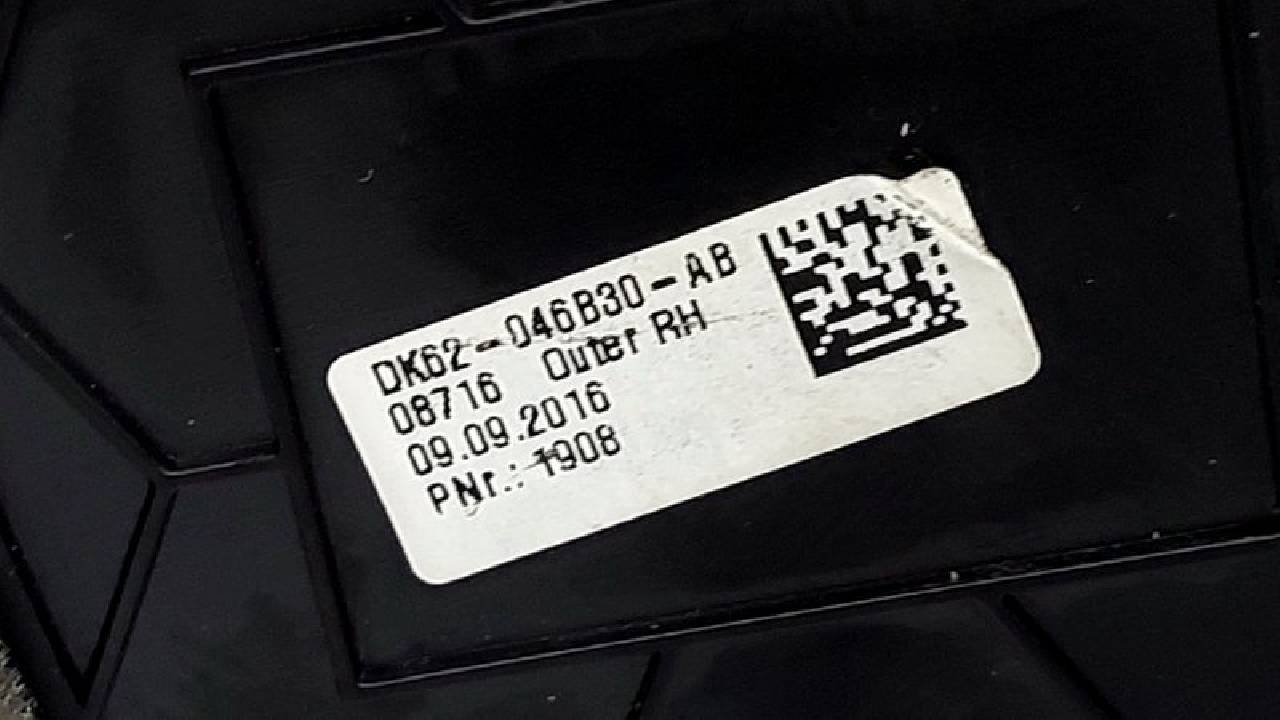 DK62-046B30-AB
08716 Outer RH
09.09.2016
PNr.: 1908